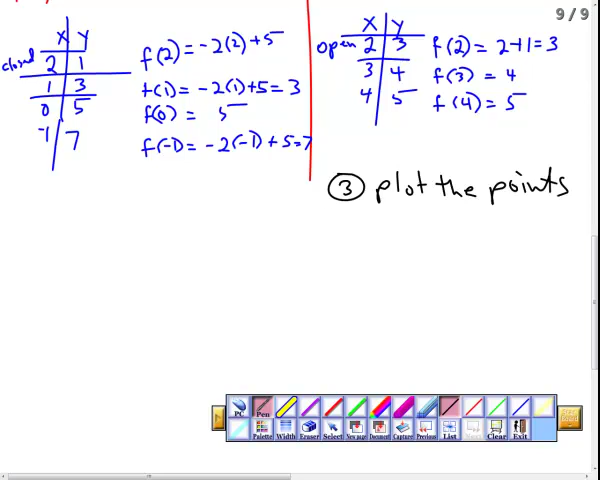 9 / 9
x y
closed 2 1
1 3
0 5
-1 7
f(2) = -2(2)+5
f(1) = -2(1)+5 = 3
f(0) = 5
f(-1) = -2(-1)+5=7
x y
open 2 3
3 4
4 5
f(2) = 2+1 = 3
f(3) = 4
f(4) = 5
③ plot the points
PC Pen
Palette Width Eraser Select New page Document Capture Previous List Next Clear Exit